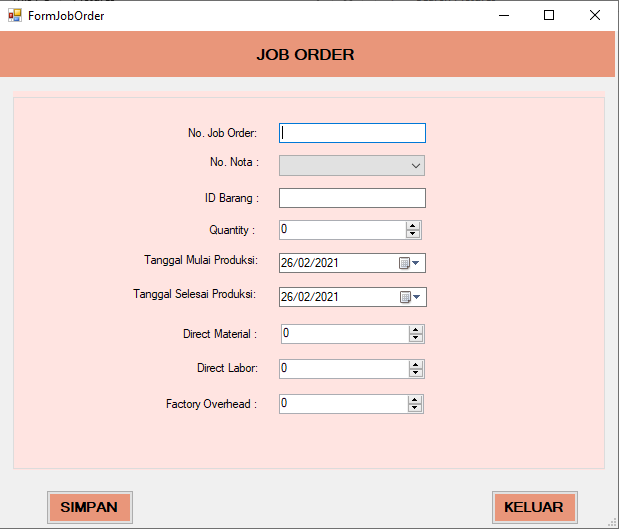 FormJobOrder
JOB ORDER
No. Job Order:
No. Nota :
ID Barang :
Quantity : 0
Tanggal Mulai Produksi: 26/02/2021
Tanggal Selesai Produksi: 26/02/2021
Direct Material : 0
Direct Labor: 0
Factory Overhead : 0
SIMPAN KELUAR